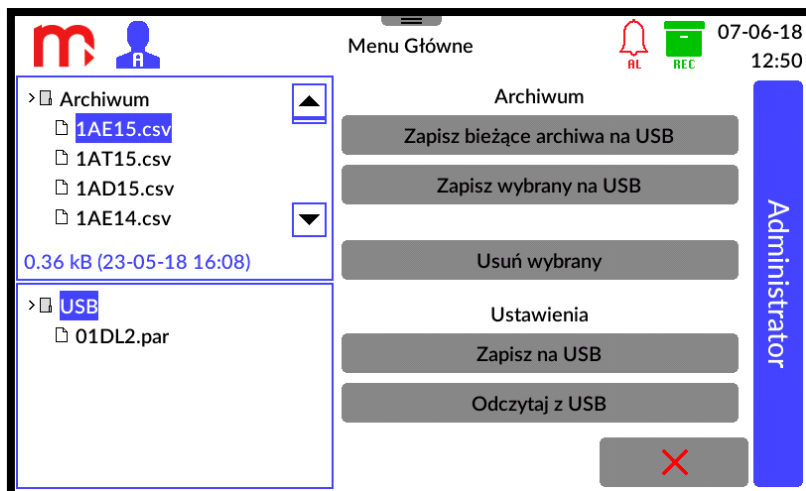 m
A
Menu Główne
AL
REC
07-06-18
12:50
Archiwum
1AE15.csv
1AT15.csv
1AD15.csv
1AE14.csv
0.36 kB (23-05-18 16:08)
USB
01DL2.par
Archiwum
Zapisz bieżące archiwa na USB
Zapisz wybrany na USB
Usuń wybrany
Ustawienia
Zapisz na USB
Odczytaj z USB
Administrator